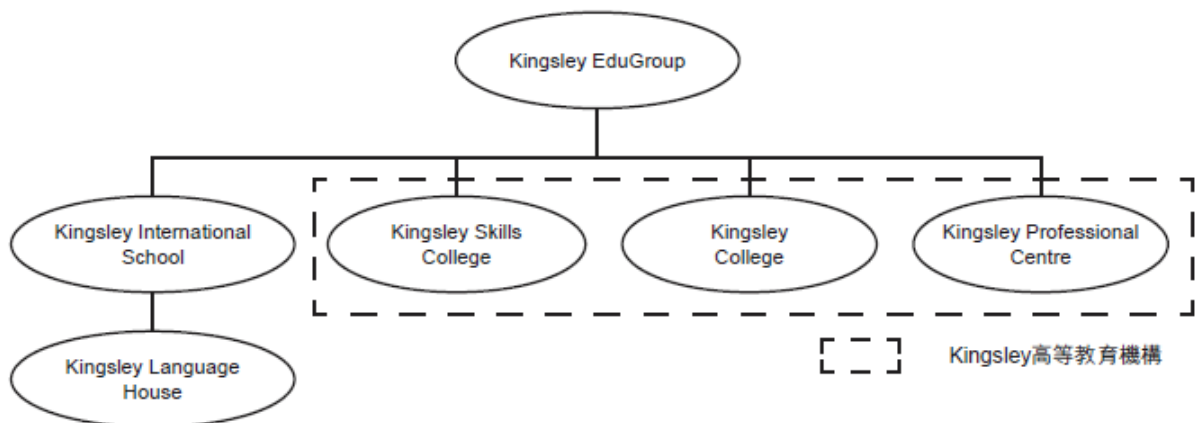 Kingsley EduGroup
Kingsley International
School
Kingsley Skills
College
Kingsley
College
Kingsley Professional
Centre
Kingsley Language
House
Kingsley高等教育機構